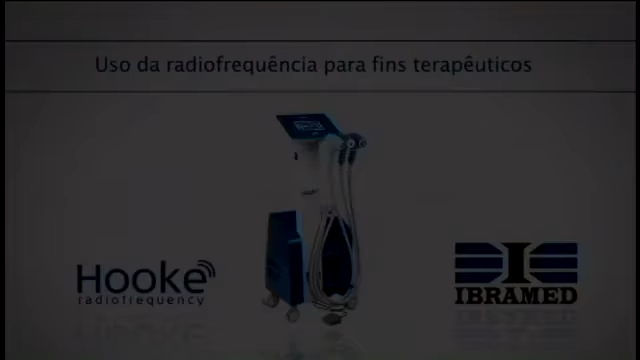 Uso da radiofrequência para fins terapêuticos
Hooke
radiofrequency
IBRAMED